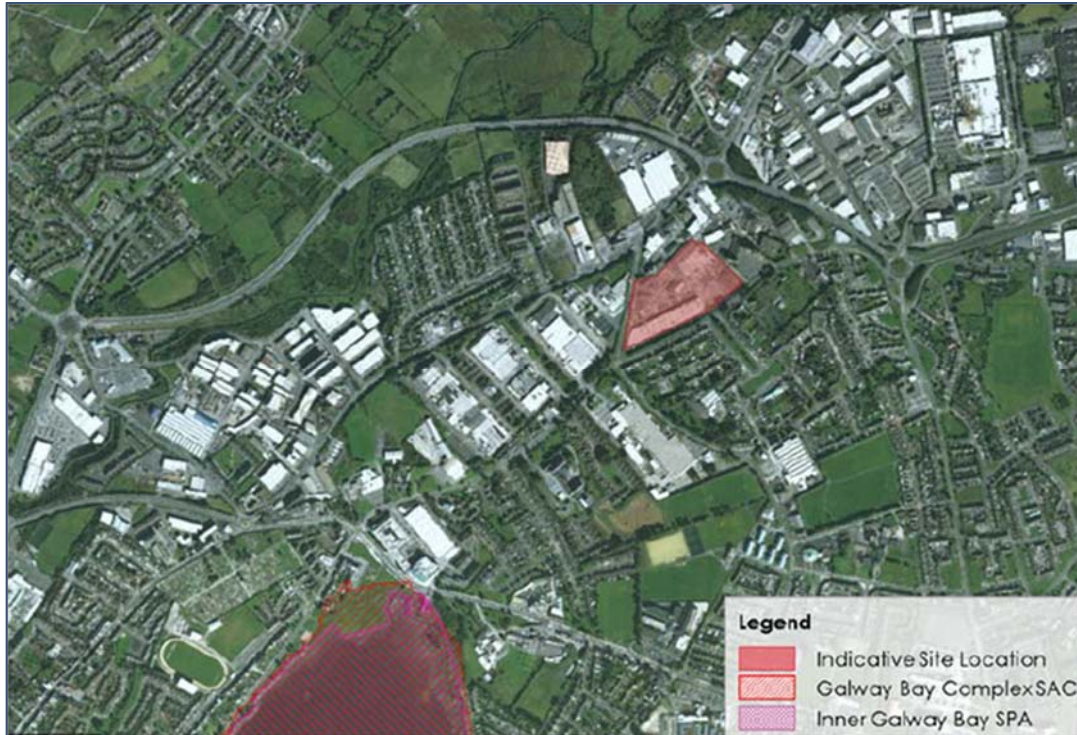 Legend
Indicative Site Location
Galway Bay Complex SAC
Inner Galway Bay SPA